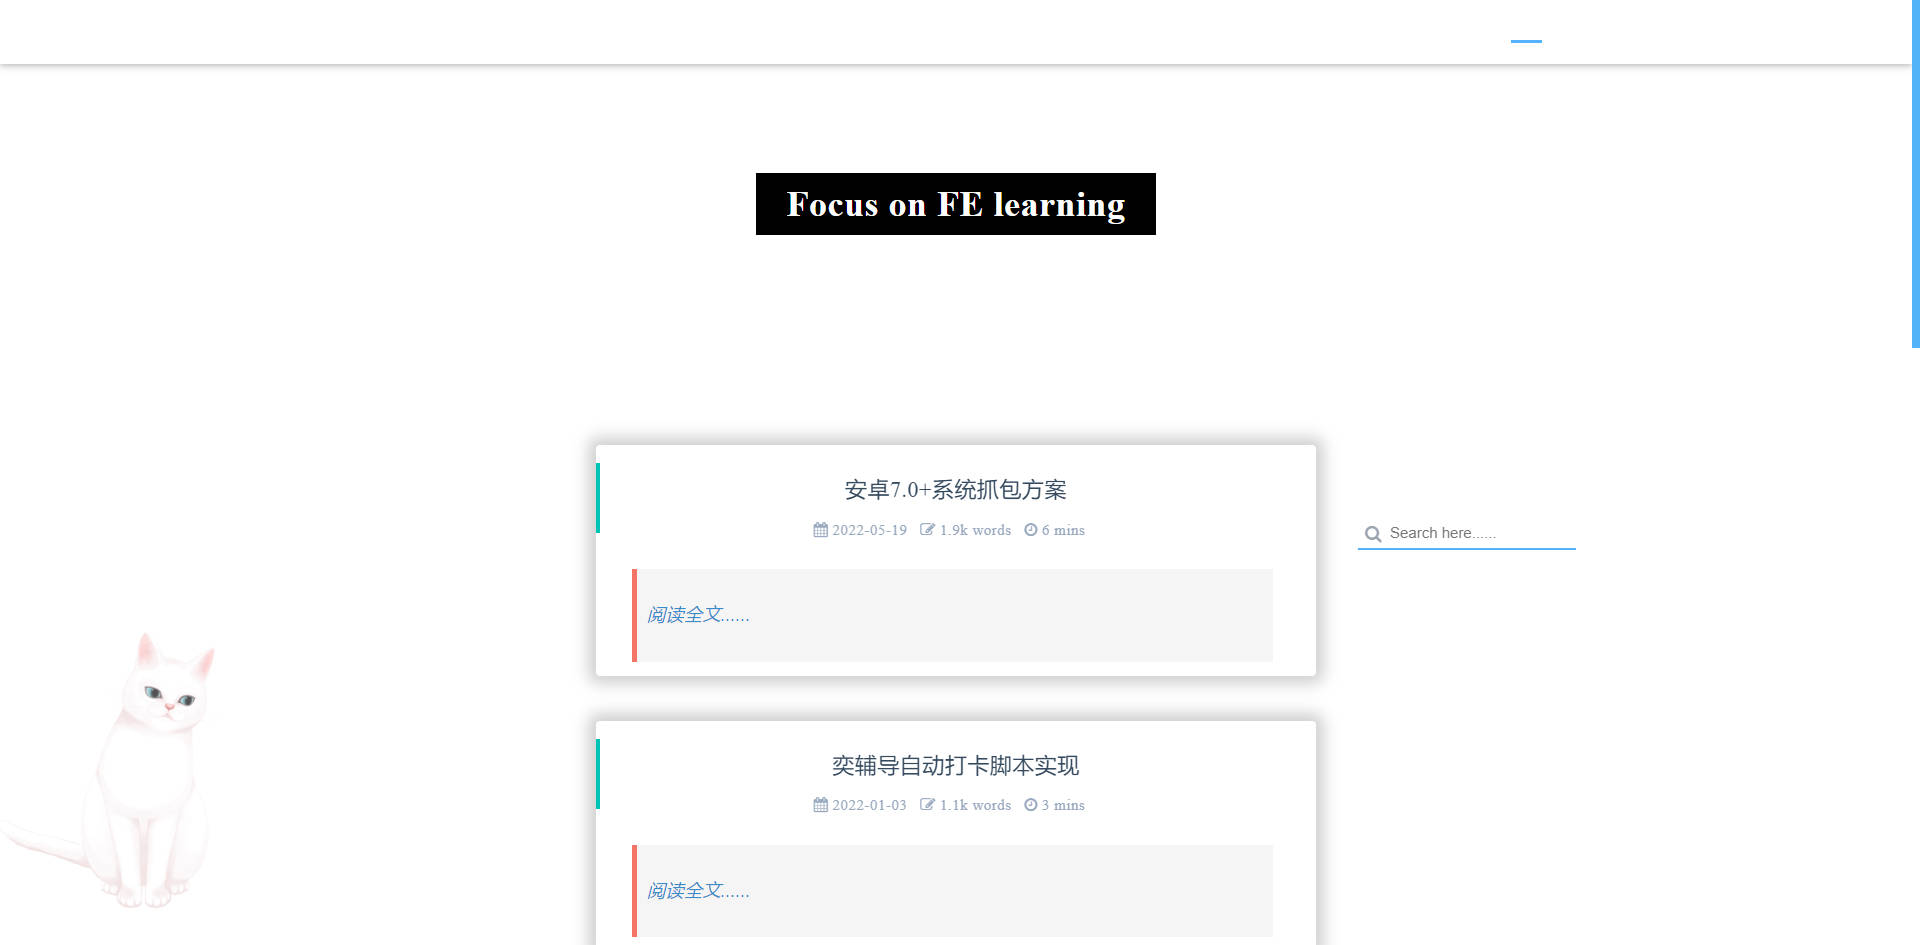 Focus on FE learning
安卓7.0+系统抓包方案
2022-05-19 1.9k words 6 mins
Search here......
阅读全文......
奕辅导自动打卡脚本实现
2022-01-03 1.1k words 3 mins
阅读全文......